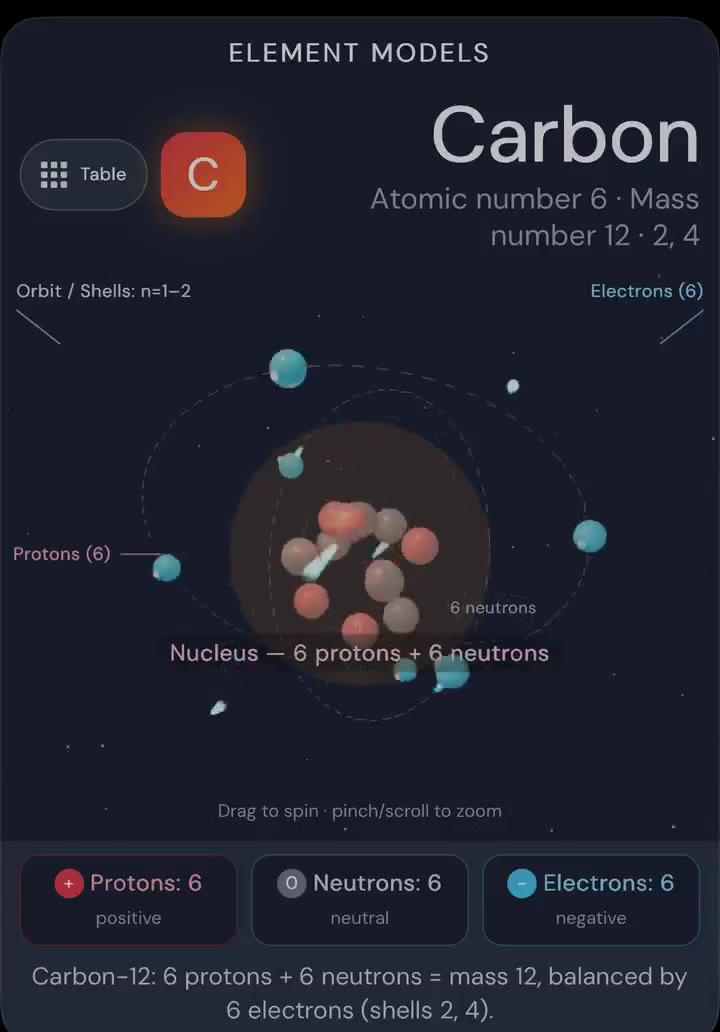 ELEMENT MODELS
Carbon
Table
C
Atomic number 6 · Mass
number 12 · 2, 4
Orbit / Shells: n=1–2
Electrons (6)
Protons (6)
6 neutrons
Nucleus — 6 protons + 6 neutrons
Drag to spin · pinch/scroll to zoom
+ Protons: 6
positive
0 Neutrons: 6
neutral
− Electrons: 6
negative
Carbon-12: 6 protons + 6 neutrons = mass 12, balanced by
6 electrons (shells 2, 4).